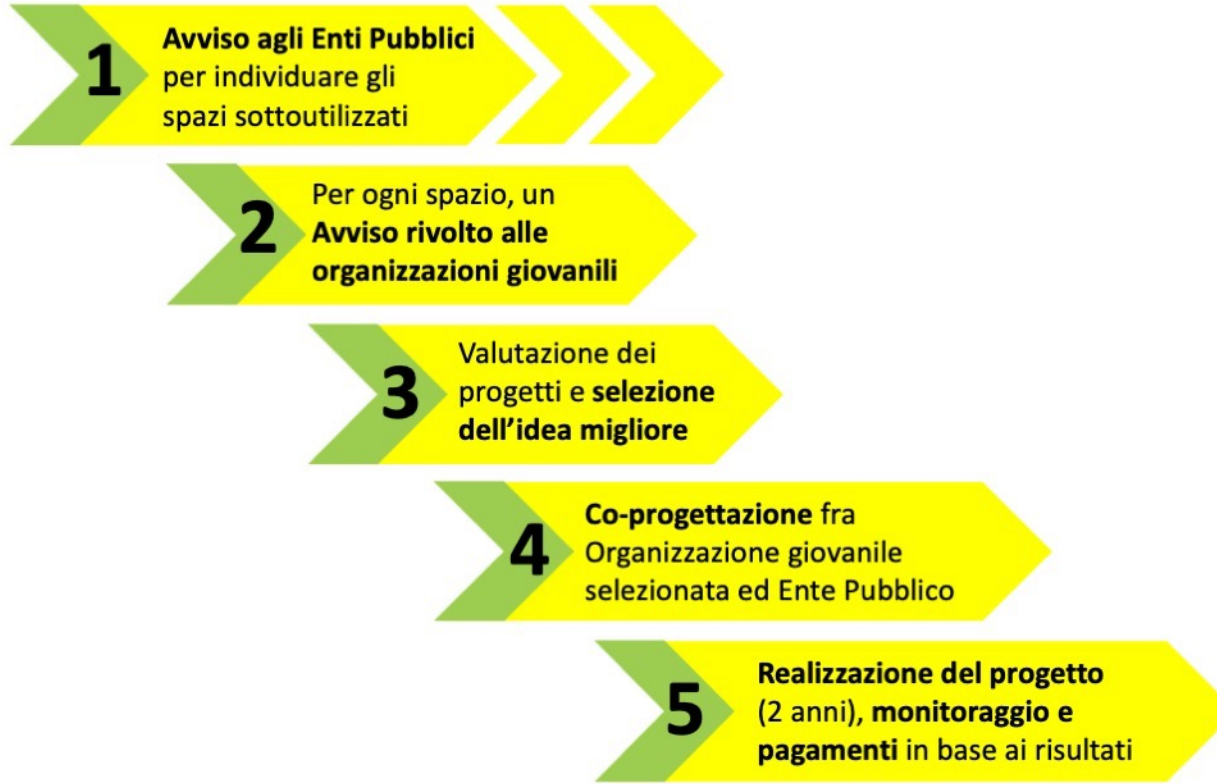 1
Avviso agli Enti Pubblici
per individuare gli
spazi sottoutilizzati
2
Per ogni spazio, un
Avviso rivolto alle
organizzazioni giovanili
3
Valutazione dei
progetti e selezione
dell'idea migliore
4
Co-progettazione fra
Organizzazione giovanile
selezionata ed Ente Pubblico
5
Realizzazione del progetto
(2 anni), monitoraggio e
pagamenti in base ai risultati